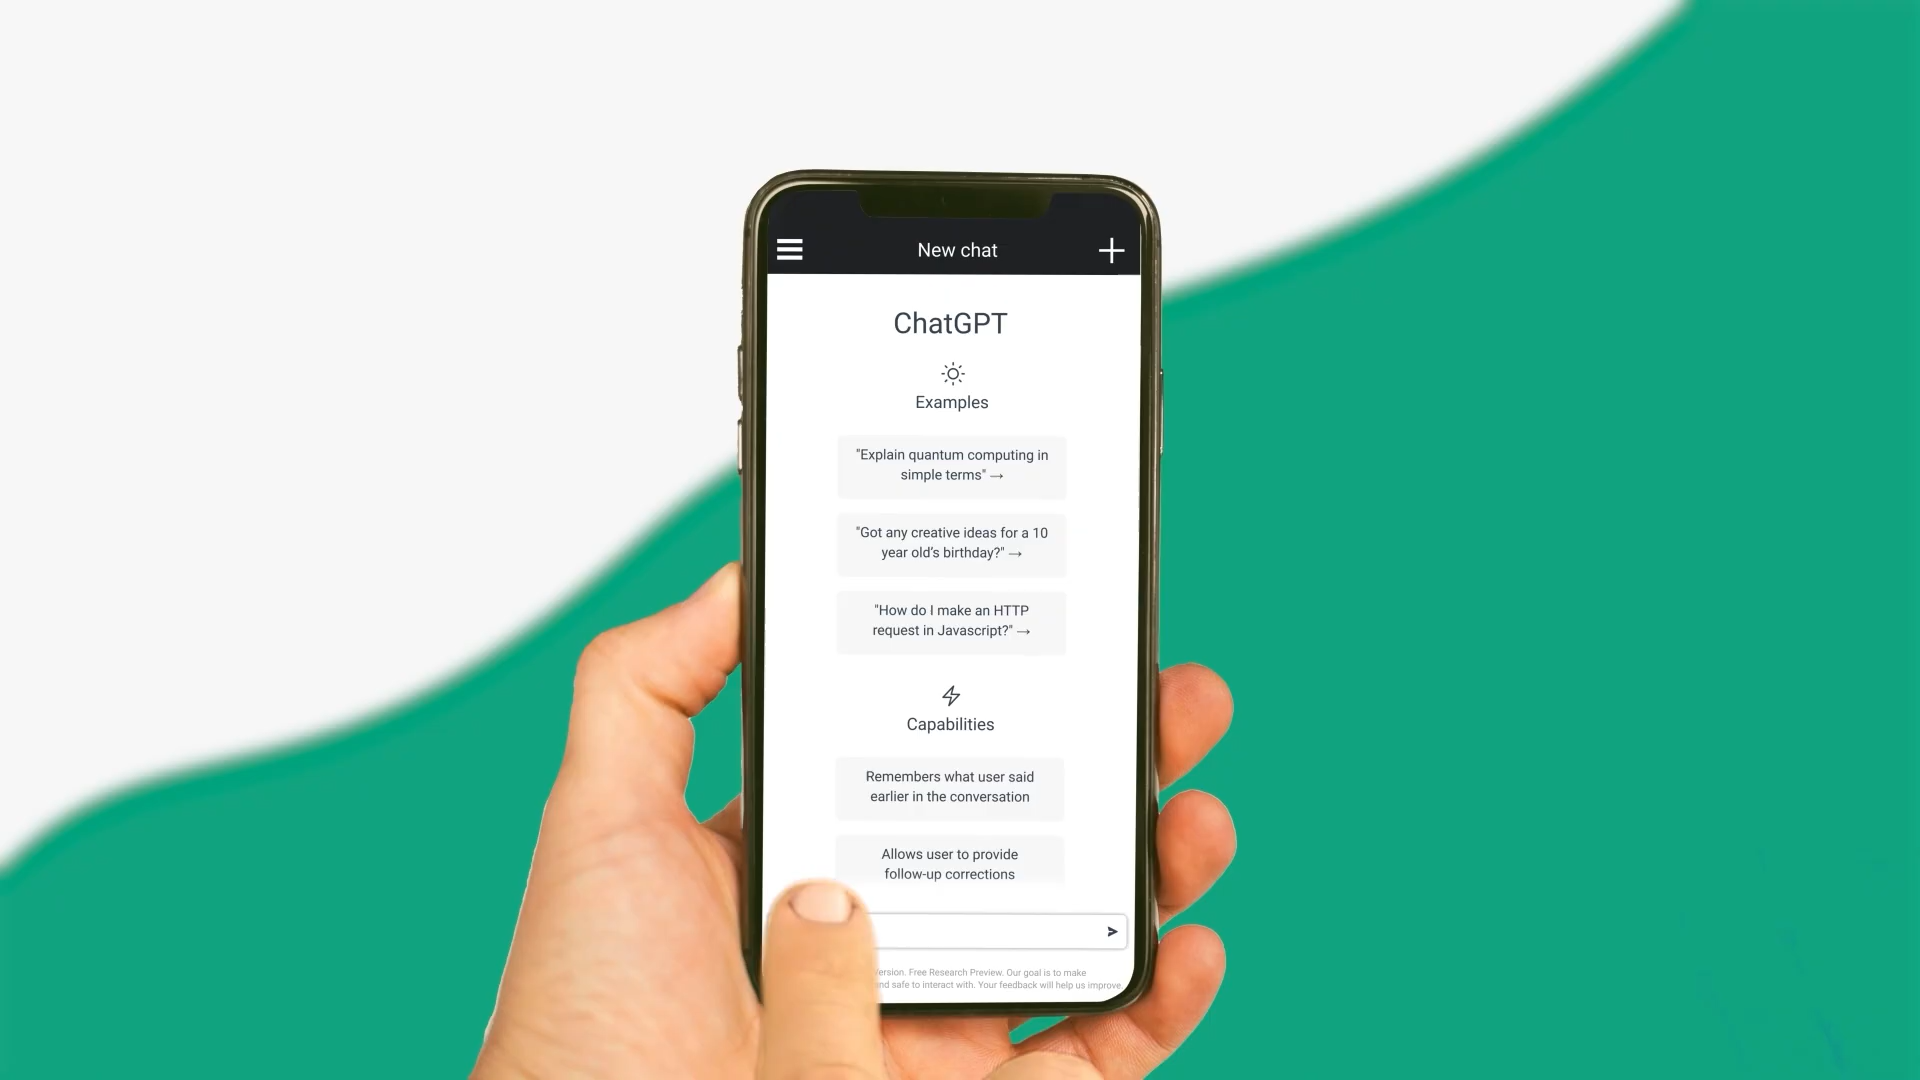 New chat
ChatGPT
Examples
"Explain quantum computing in
simple terms" →
"Got any creative ideas for a 10
year old's birthday?" →
"How do I make an HTTP
request in Javascript?" →
Capabilities
Remembers what user said
earlier in the conversation
Allows user to provide
follow-up corrections
Version. Free Research Preview. Our goal is to make
and safe to interact with. Your feedback will help us improve.